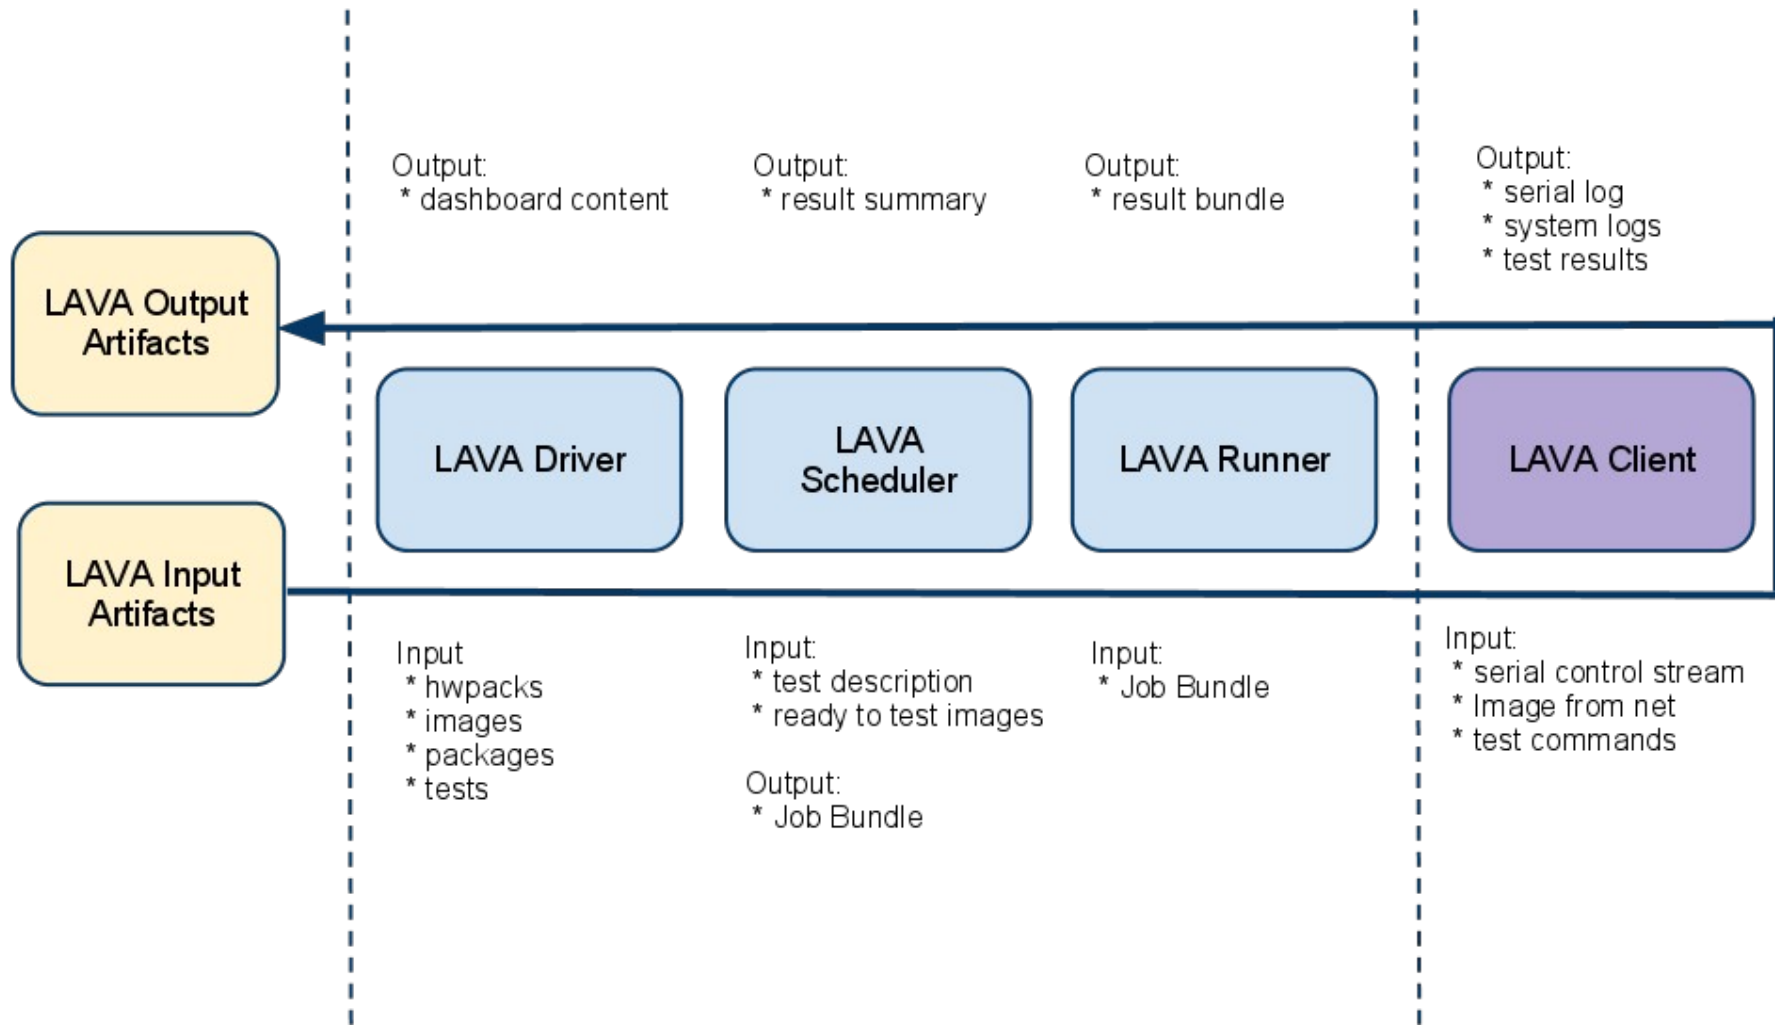 Output:
* dashboard content
Output:
* result summary
Output:
* result bundle
Output:
* serial log
* system logs
* test results
LAVA Output
Artifacts
LAVA Driver
LAVA
Scheduler
LAVA Runner
LAVA Client
LAVA Input
Artifacts
Input
* hwpacks
* images
* packages
* tests
Input:
* test description
* ready to test images
Output:
* Job Bundle
Input:
* Job Bundle
Input:
* serial control stream
* Image from net
* test commands